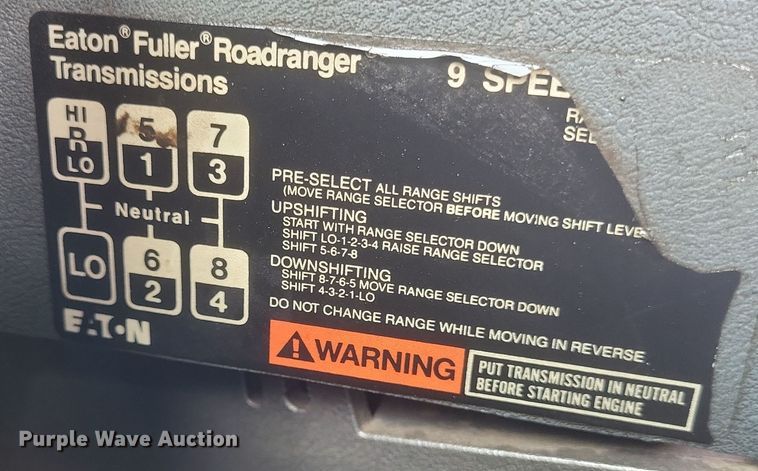 Eaton® Fuller® Roadranger
Transmissions
9 SPEE
RA
SEL
HI
R
LO
5
1
7
3
Neutral
LO
6
2
8
4
EATON
PRE-SELECT ALL RANGE SHIFTS
(MOVE RANGE SELECTOR BEFORE MOVING SHIFT LEVE
UPSHIFTING
START WITH RANGE SELECTOR DOWN
SHIFT LO-1-2-3-4 RAISE RANGE SELECTOR
SHIFT 5-6-7-8
DOWNSHIFTING
SHIFT 8-7-6-5 MOVE RANGE SELECTOR DOWN
SHIFT 4-3-2-1-LO
DO NOT CHANGE RANGE WHILE MOVING IN REVERSE
WARNING
PUT TRANSMISSION IN NEUTRAL
BEFORE STARTING ENGINE
Purple Wave Auction